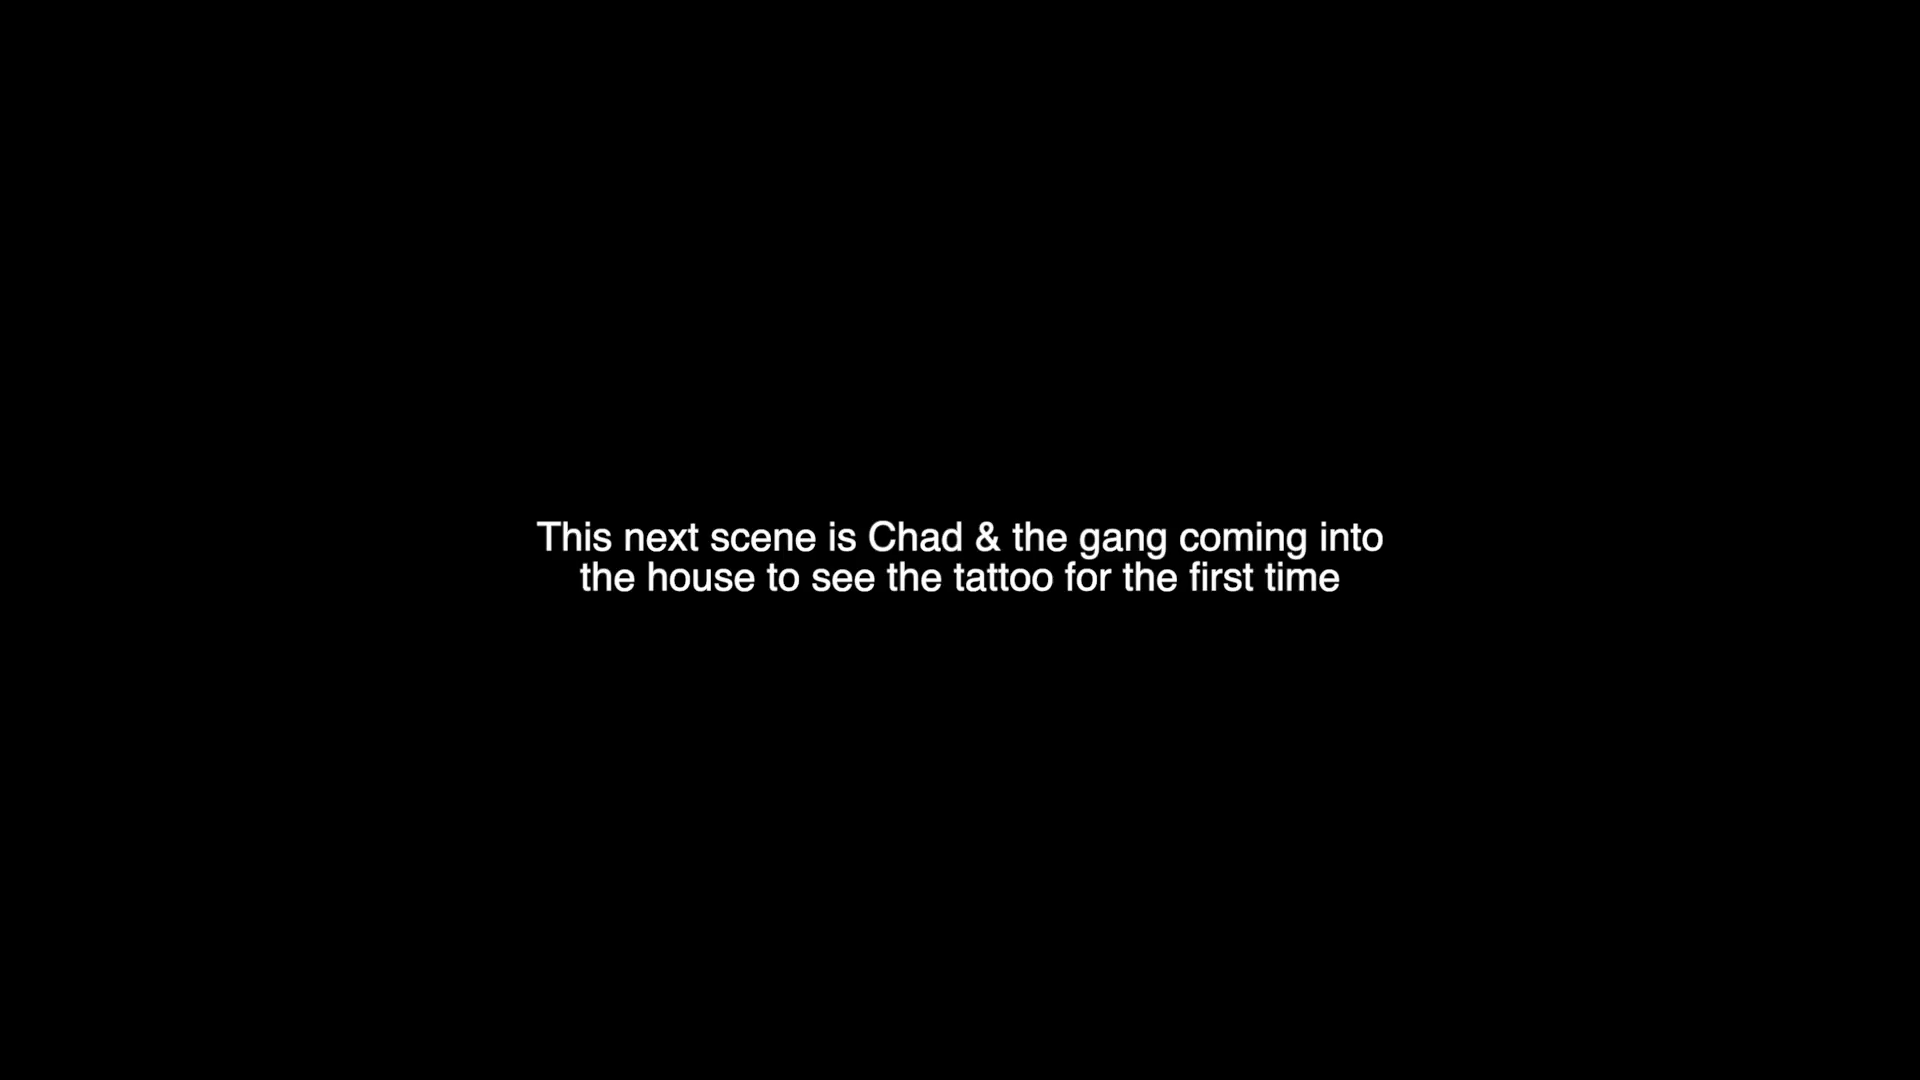 This next scene is Chad & the gang coming into
the house to see the tattoo for the first time